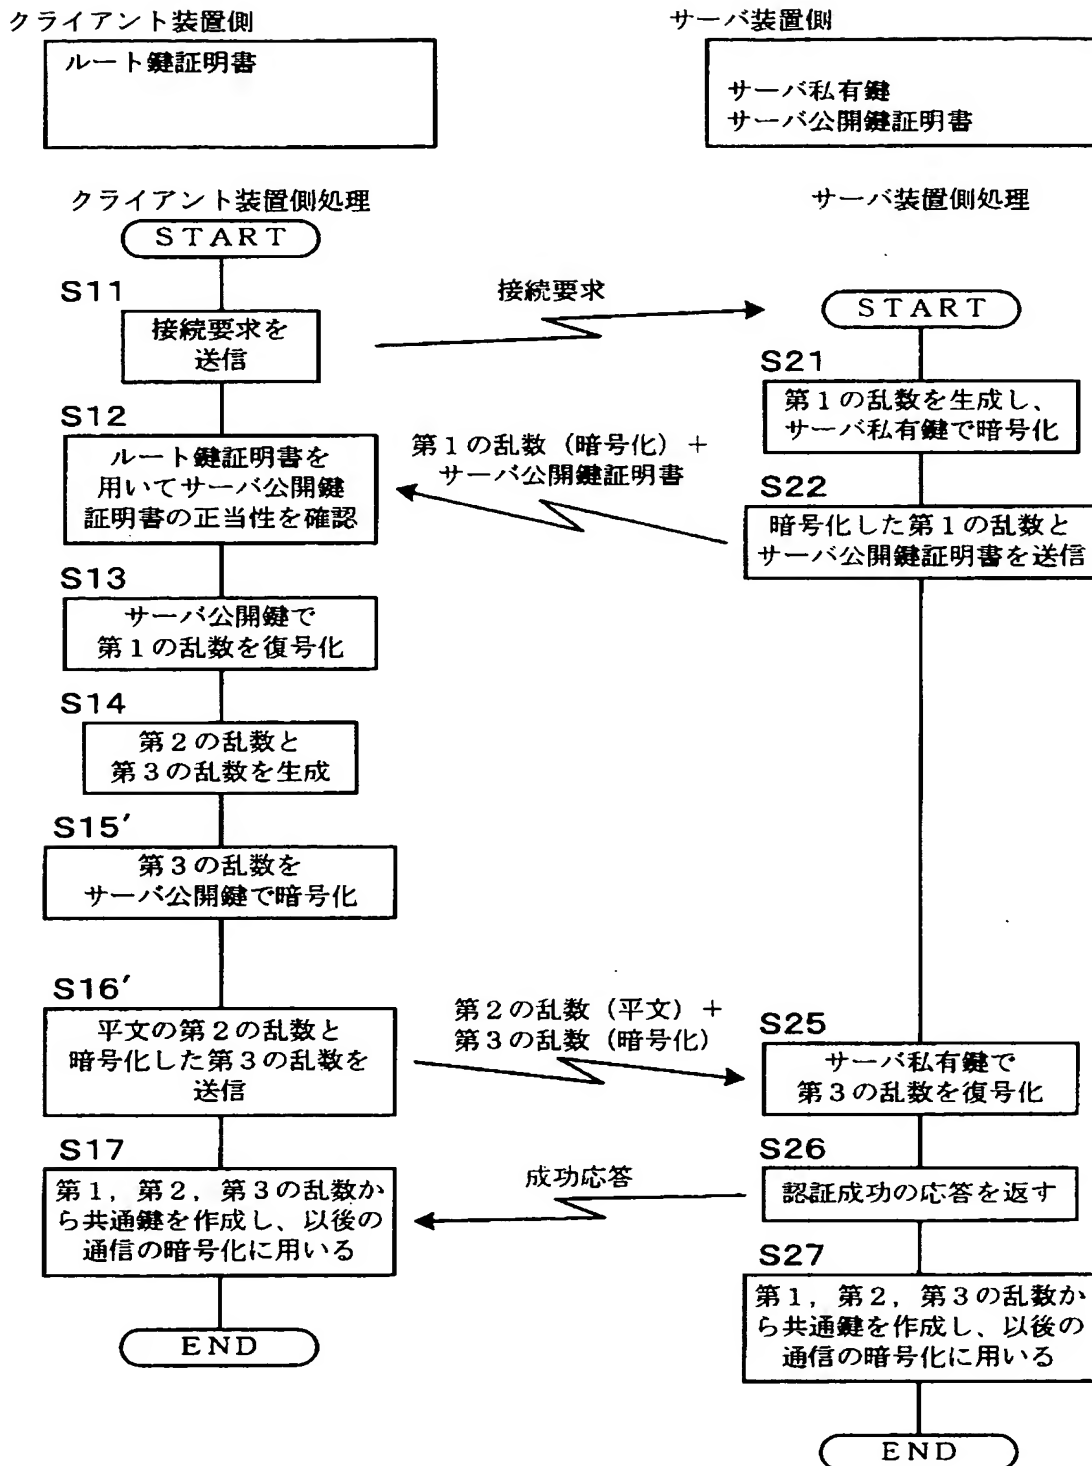 クライアント装置側
ルート鍵証明書
サーバ装置側
サーバ私有鍵
サーバ公開鍵証明書
クライアント装置側処理
START
S11
接続要求を
送信
接続要求
S12
ルート鍵証明書を
用いてサーバ公開鍵
証明書の正当性を確認
第1の乱数（暗号化）＋
サーバ公開鍵証明書
S13
サーバ公開鍵で
第1の乱数を復号化
S14
第2の乱数と
第3の乱数を生成
S15′
第3の乱数を
サーバ公開鍵で暗号化
S16′
平文の第2の乱数と
暗号化した第3の乱数を
送信
第2の乱数（平文）＋
第3の乱数（暗号化）
S17
第1，第2，第3の乱数か
ら共通鍵を作成し、以後の
通信の暗号化に用いる
成功応答
END
サーバ装置側処理
START
S21
第1の乱数を生成し、
サーバ私有鍵で暗号化
S22
暗号化した第1の乱数と
サーバ公開鍵証明書を送信
S25
サーバ私有鍵で
第3の乱数を復号化
S26
認証成功の応答を返す
S27
第1，第2，第3の乱数か
ら共通鍵を作成し、以後の
通信の暗号化に用いる
END